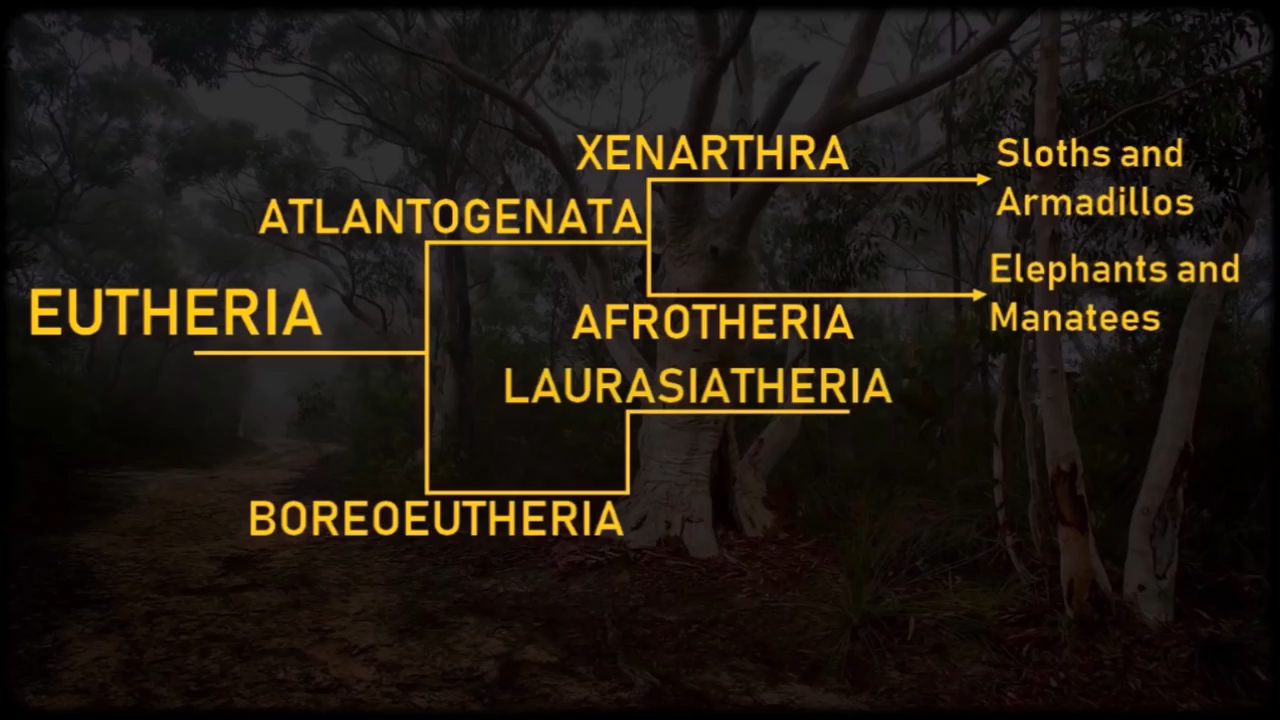 XENARTHRA
Sloths and
Armadillos
ATLANTOGENATA
Elephants and
Manatees
EUTHERIA
AFROTHERIA
LAURASIATHERIA
BOREOEUTHERIA